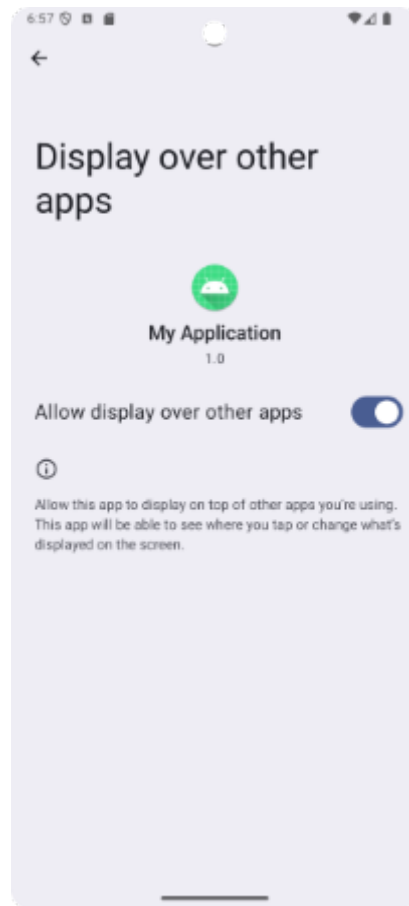 6:57
Display over other
apps
My Application
1.0
Allow display over other apps
Allow this app to display on top of other apps you're using.
This app will be able to see where you tap or change what's
displayed on the screen.